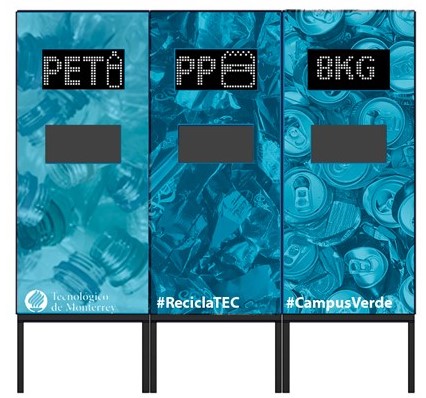 PET
PP
8KG
Tecnológico
de Monterrey
#ReciclaTEC
#CampusVerde